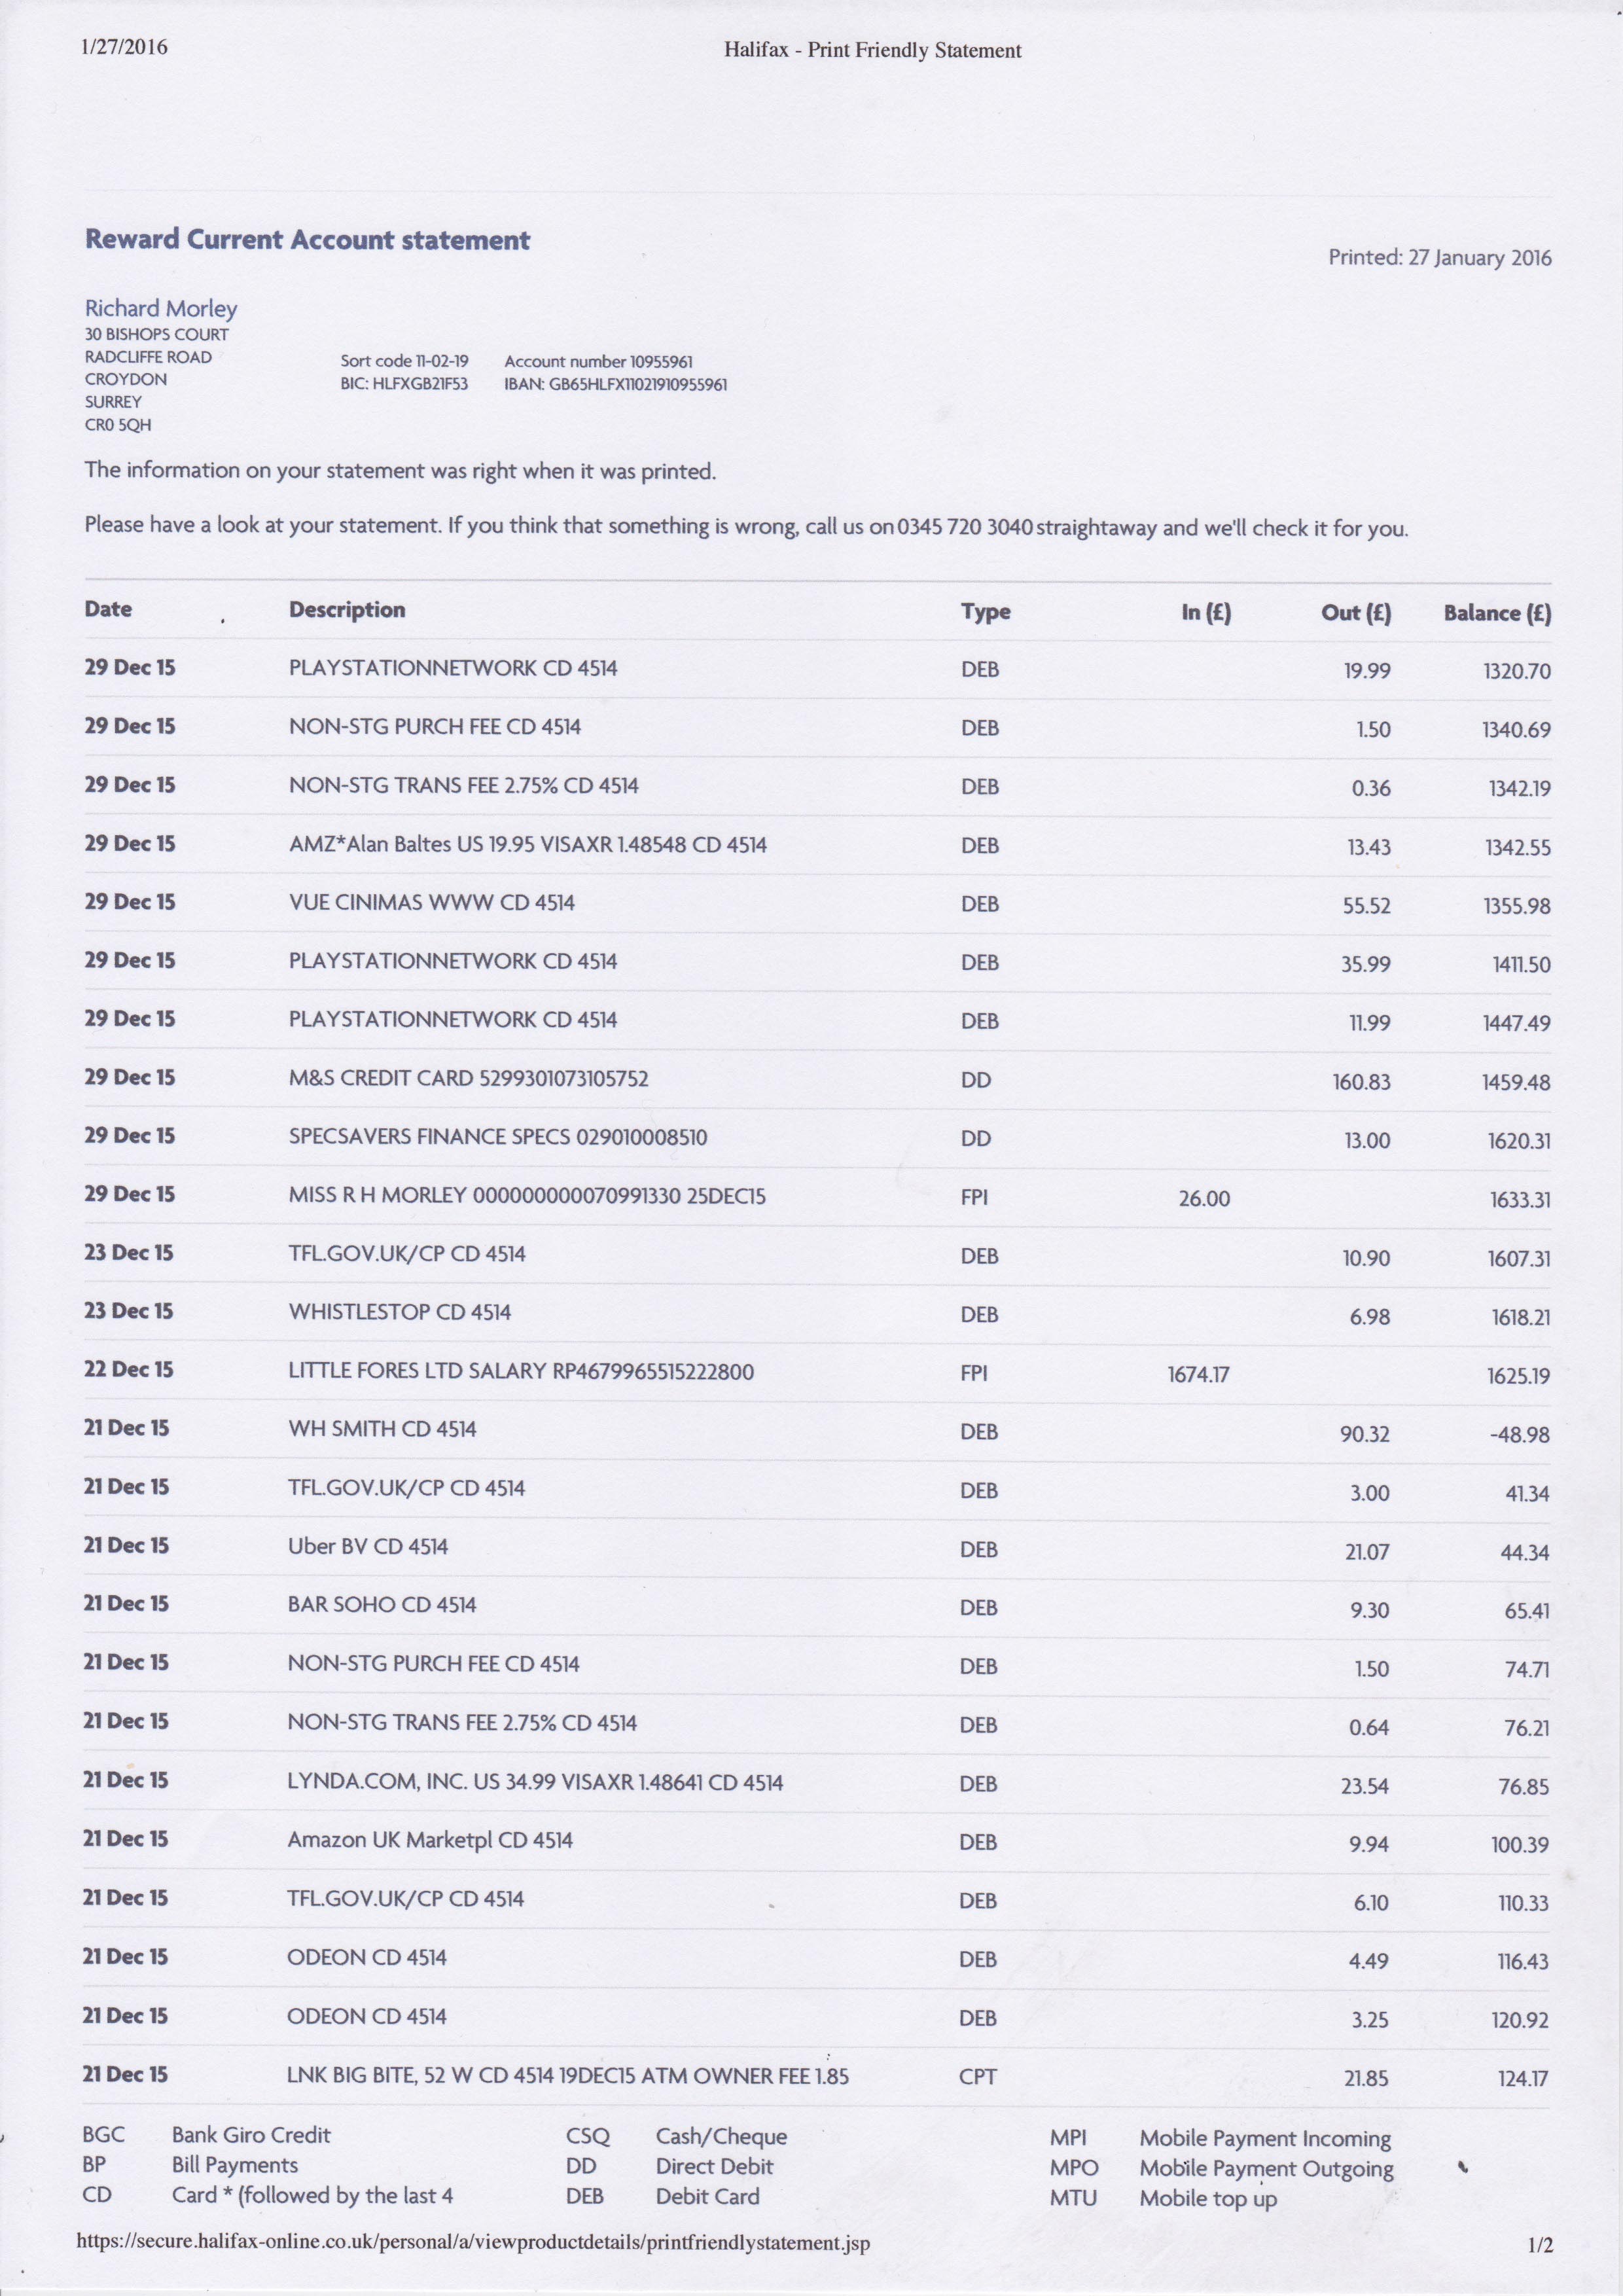 1/27/2016 Halifax - Print Friendly Statement
Reward Current Account statement
Printed: 27 January 2016
Richard Morley
30 BISHOPS COURT
RADCLIFFE ROAD
CROYDON
SURREY
CR0 5QH
Sort code 11-02-19 Account number 10955961
BIC: HLFXGB21F53 IBAN: GB65HLFX11021910955961
The information on your statement was right when it was printed.
Please have a look at your statement. If you think that something is wrong, call us on 0345 720 3040 straightaway and we'll check it for you.
Date Description Type In (£) Out (£) Balance (£)
29 Dec 15 PLAYSTATIONNETWORK CD 4514 DEB 19.99 1320.70
29 Dec 15 NON-STG PURCH FEE CD 4514 DEB 1.50 1340.69
29 Dec 15 NON-STG TRANS FEE 2.75% CD 4514 DEB 0.36 1342.19
29 Dec 15 AMZ*Alan Baltes US 19.95 VISAXR 1.48548 CD 4514 DEB 13.43 1342.55
29 Dec 15 VUE CINIMAS WWW CD 4514 DEB 55.52 1355.98
29 Dec 15 PLAYSTATIONNETWORK CD 4514 DEB 35.99 1411.50
29 Dec 15 PLAYSTATIONNETWORK CD 4514 DEB 11.99 1447.49
29 Dec 15 M&S CREDIT CARD 5299301073105752 DD 160.83 1459.48
29 Dec 15 SPECSAVERS FINANCE SPECS 029010008510 DD 13.00 1620.31
29 Dec 15 MISS R H MORLEY 000000000070991330 25DEC15 FPI 26.00 1633.31
23 Dec 15 TFL.GOV.UK/CP CD 4514 DEB 10.90 1607.31
23 Dec 15 WHISTLESTOP CD 4514 DEB 6.98 1618.21
22 Dec 15 LITTLE FORES LTD SALARY RP4679965515222800 FPI 1674.17 1625.19
21 Dec 15 WH SMITH CD 4514 DEB 90.32 -48.98
21 Dec 15 TFL.GOV.UK/CP CD 4514 DEB 3.00 41.34
21 Dec 15 Uber BV CD 4514 DEB 21.07 44.34
21 Dec 15 BAR SOHO CD 4514 DEB 9.30 65.41
21 Dec 15 NON-STG PURCH FEE CD 4514 DEB 1.50 74.71
21 Dec 15 NON-STG TRANS FEE 2.75% CD 4514 DEB 0.64 76.21
21 Dec 15 LYNDA.COM, INC. US 34.99 VISAXR 1.48641 CD 4514 DEB 23.54 76.85
21 Dec 15 Amazon UK Marketpl CD 4514 DEB 9.94 100.39
21 Dec 15 TFL.GOV.UK/CP CD 4514 DEB 6.10 110.33
21 Dec 15 ODEON CD 4514 DEB 4.49 116.43
21 Dec 15 ODEON CD 4514 DEB 3.25 120.92
21 Dec 15 LNK BIG BITE, 52 W CD 4514 19DEC15 ATM OWNER FEE 1.85 CPT 21.85 124.17
BGC Bank Giro Credit CSQ Cash/Cheque MPI Mobile Payment Incoming
BP Bill Payments DD Direct Debit MPO Mobile Payment Outgoing
CD Card * (followed by the last 4 DEB Debit Card MTU Mobile top up
https://secure.halifax-online.co.uk/personal/a/viewproductdetails/printfriendlystatement.jsp 1/2